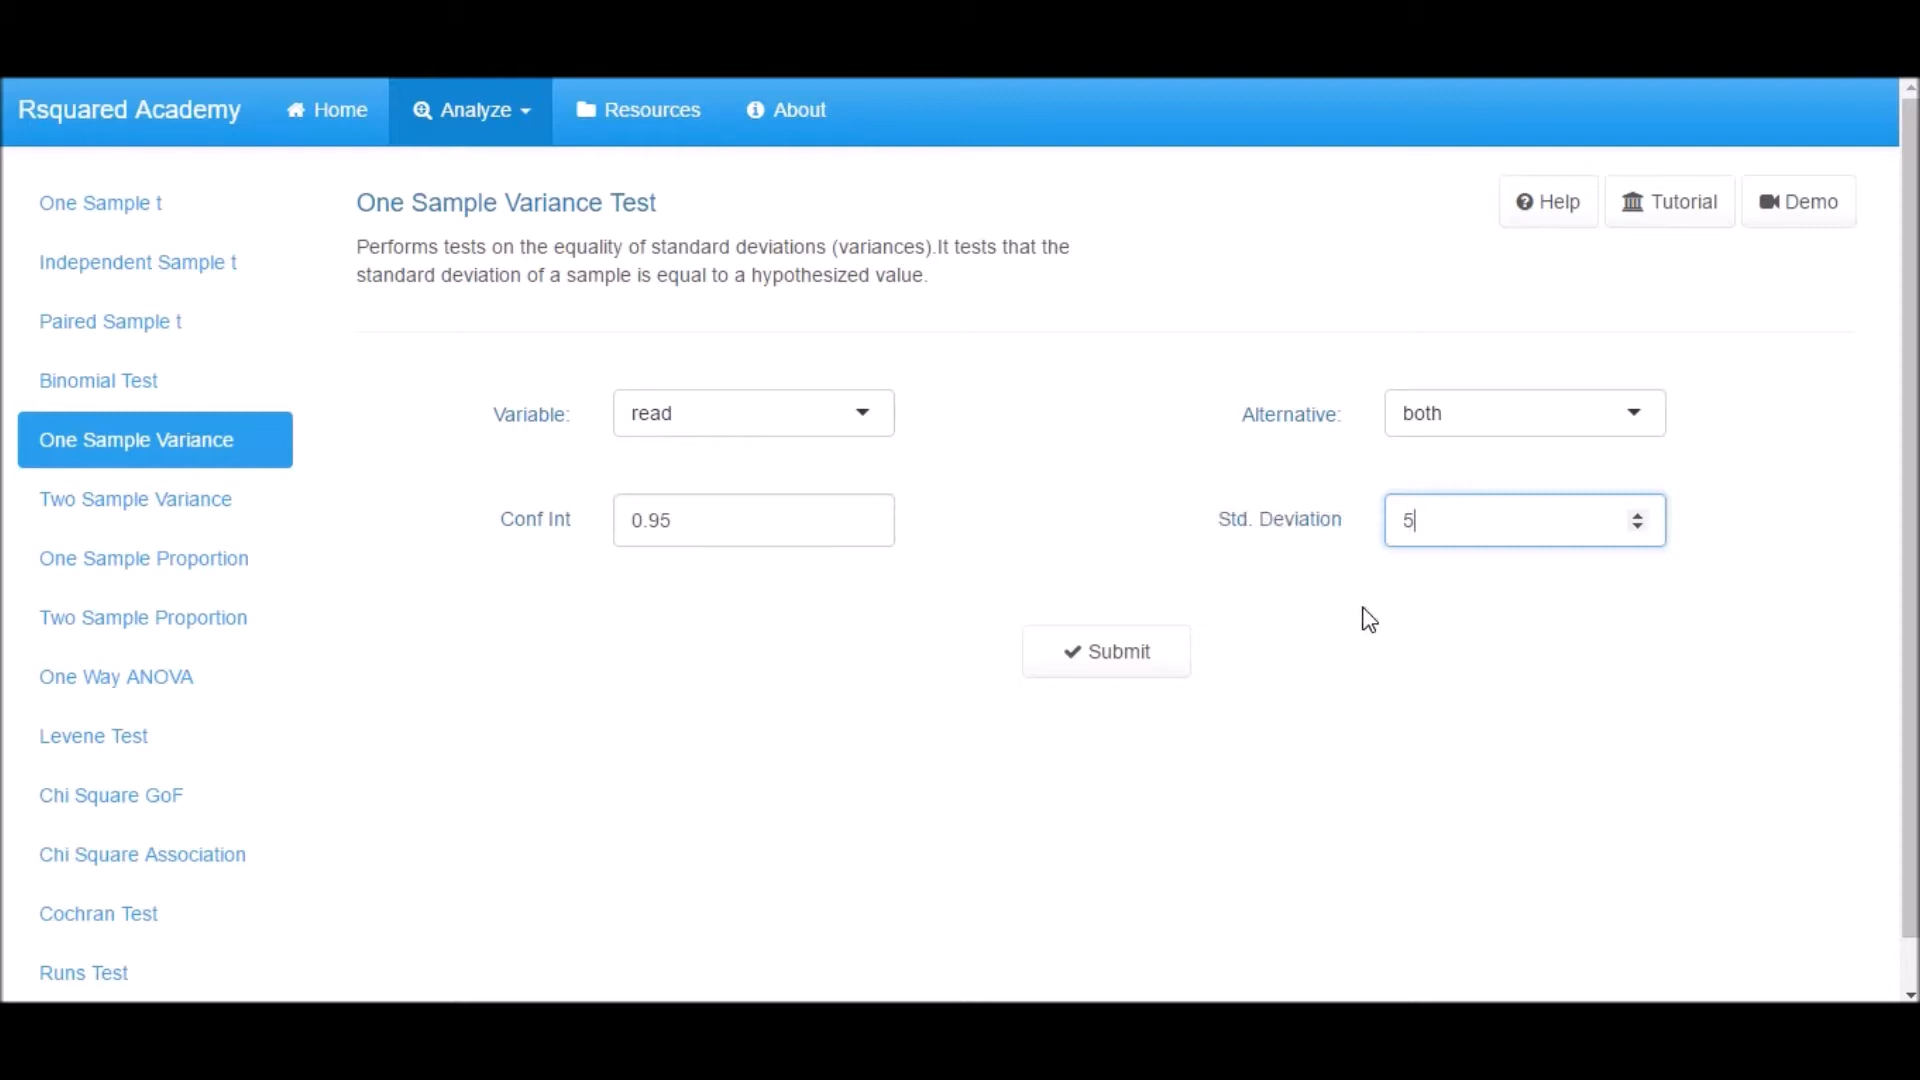 Rsquared Academy Home Analyze Resources About
One Sample t
Independent Sample t
Paired Sample t
Binomial Test
One Sample Variance
Two Sample Variance
One Sample Proportion
Two Sample Proportion
One Way ANOVA
Levene Test
Chi Square GoF
Chi Square Association
Cochran Test
Runs Test
One Sample Variance Test
Help Tutorial Demo
Performs tests on the equality of standard deviations (variances).It tests that the
standard deviation of a sample is equal to a hypothesized value.
Variable: read Alternative: both
Conf Int 0.95 Std. Deviation 5
Submit